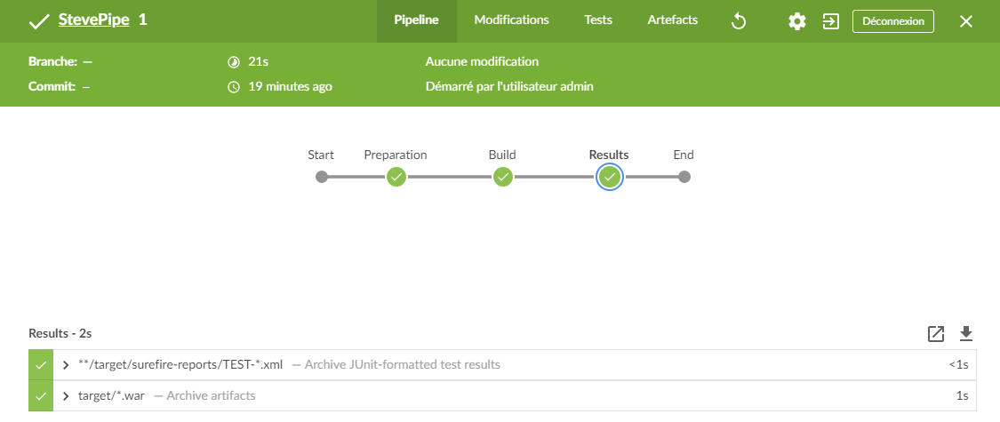 StevePipe 1 Pipeline Modifications Tests Artefacts Déconnexion
Branche: — 21s Aucune modification
Commit: – 19 minutes ago Démarré par l'utilisateur admin
Start Preparation Build Results End
Results - 2s
**/target/surefire-reports/TEST-*.xml — Archive JUnit-formatted test results <1s
target/*.war — Archive artifacts 1s